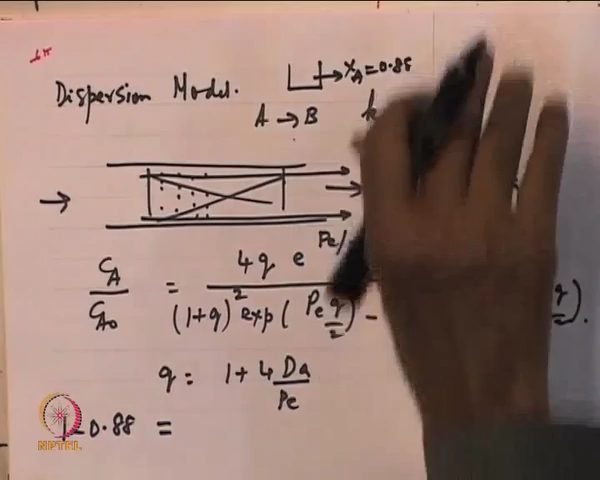 Dispersion Model.
X_A = 0.88
A → B k
C_A / C_A0 = 4q e Pe/ / (1+q)^2 exp( Pe q ) - q ).
q = 1 + 4 Da / Pe
1 - 0.88 =
NPTEL